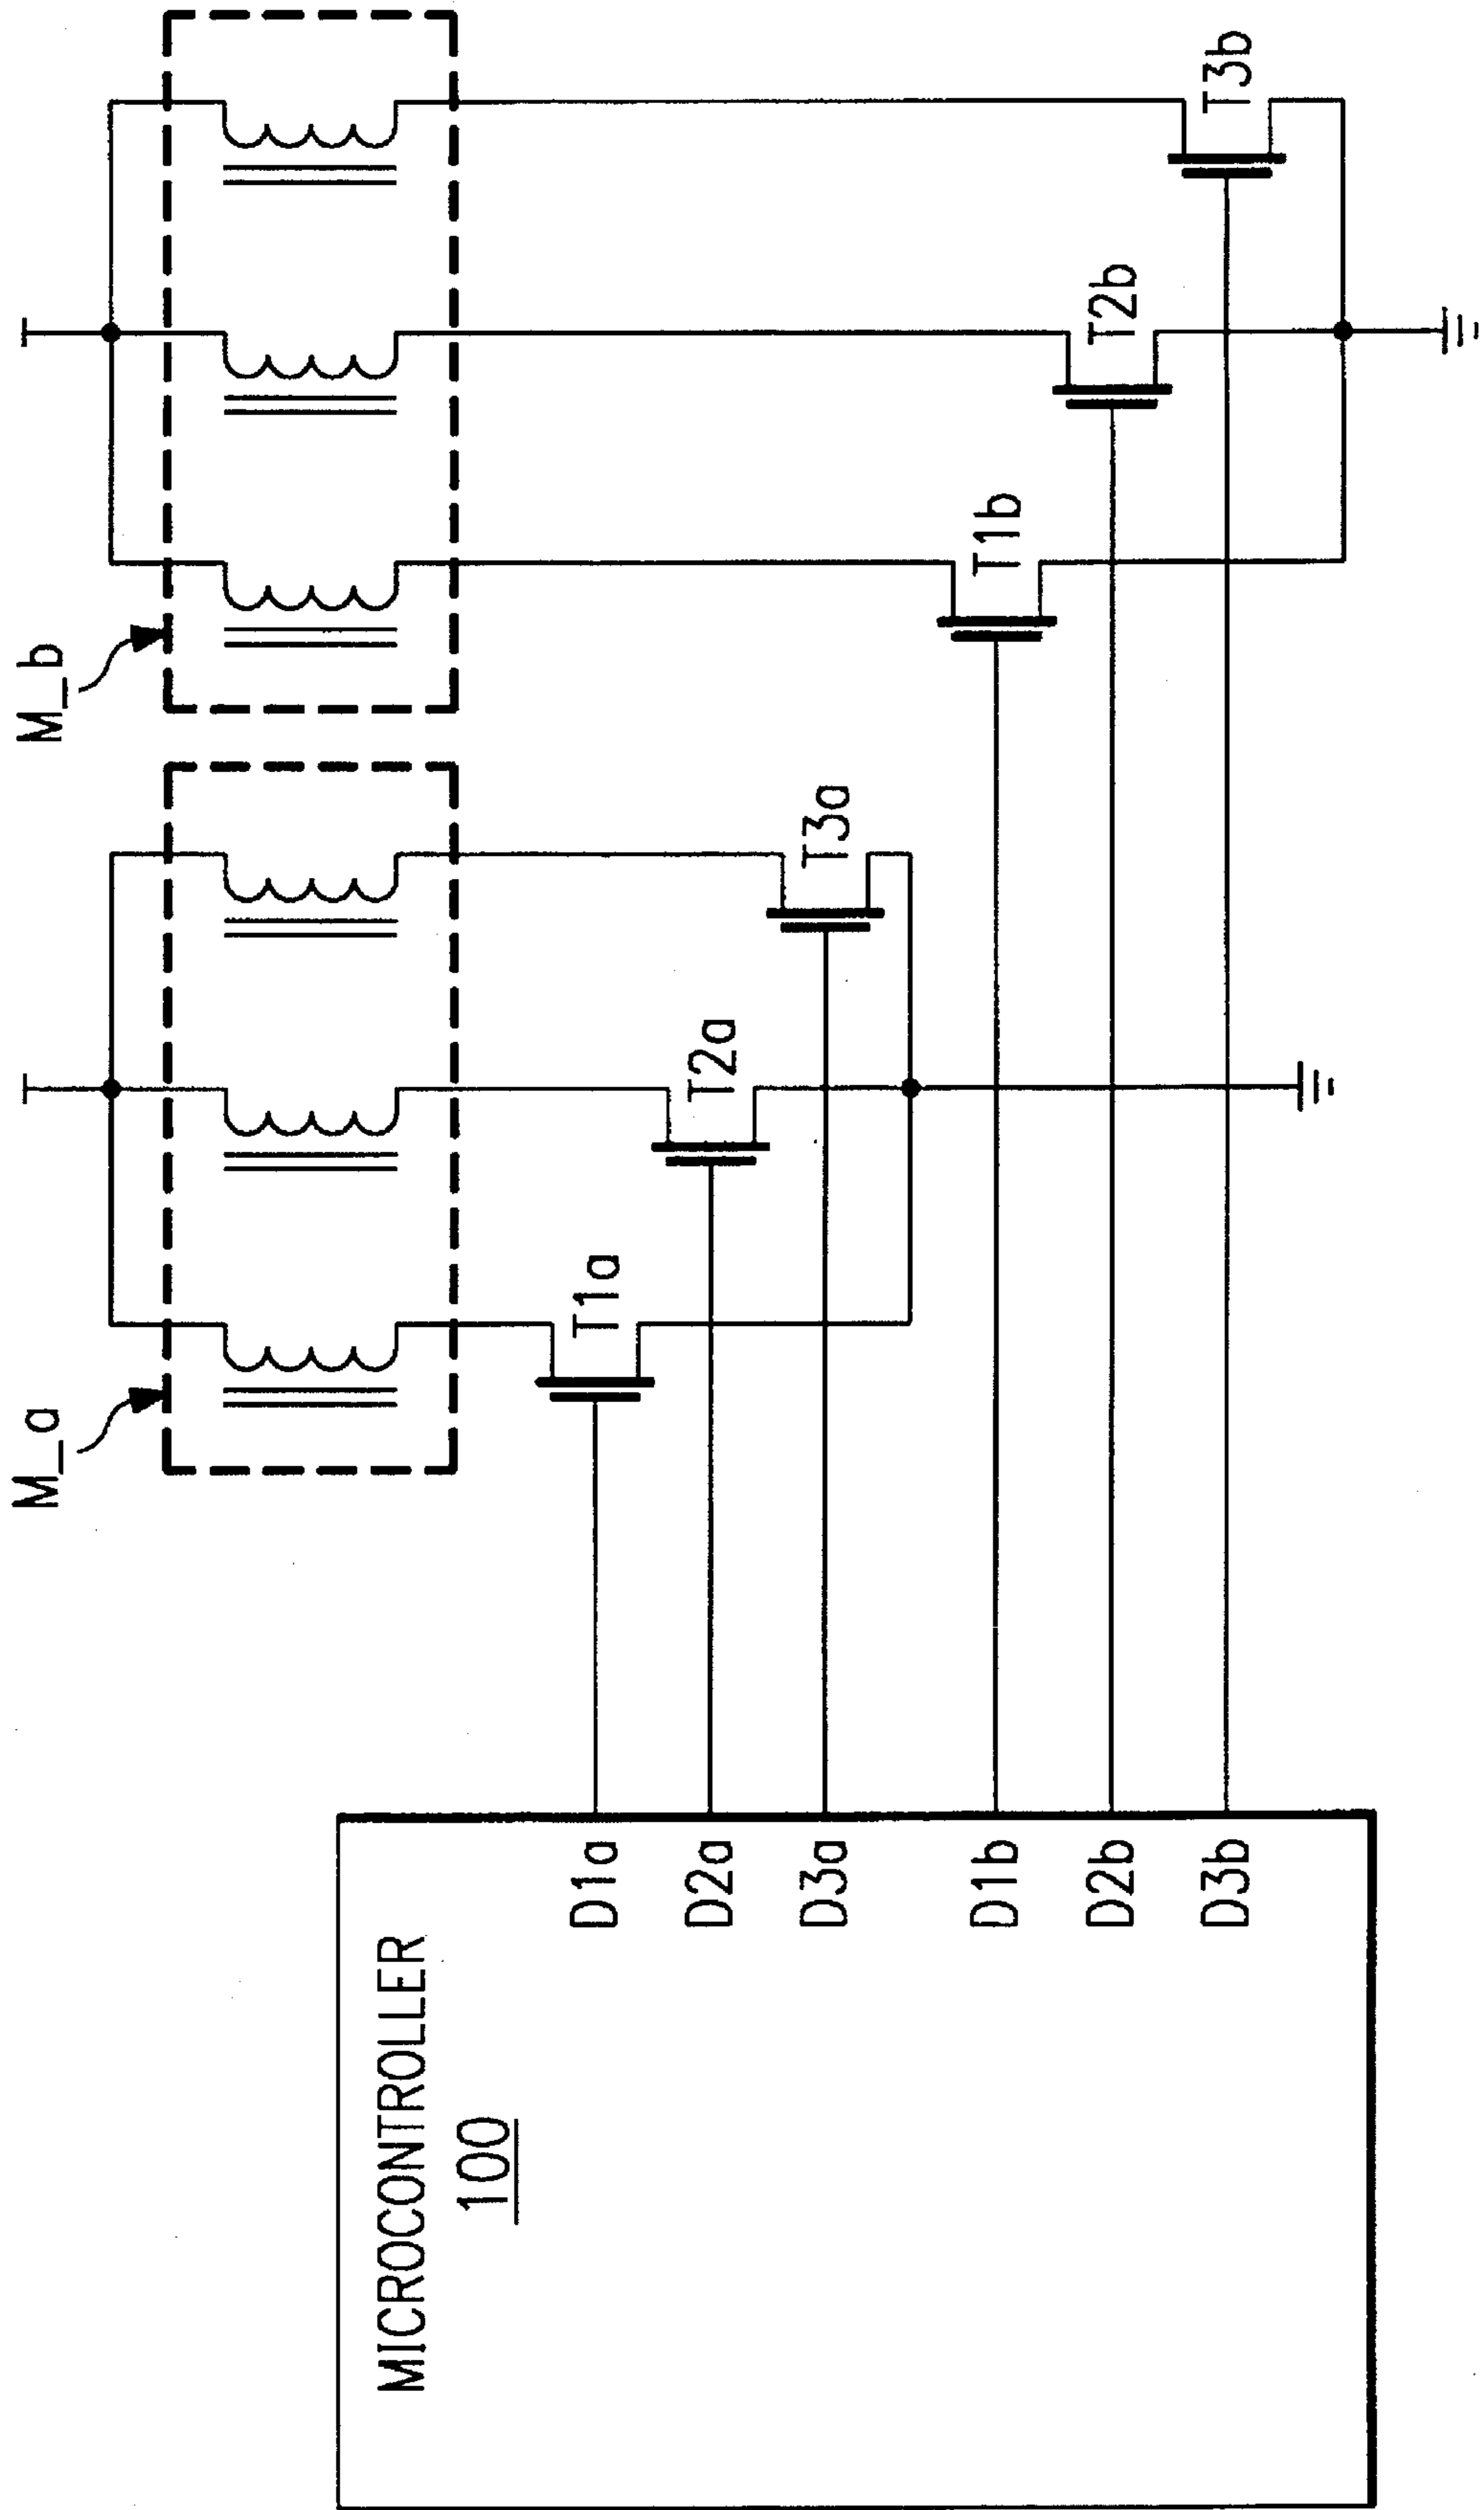 M_a
M_b
MICROCONTROLLER
100
T1a
T2a
T3a
T1b
T2b
T3b
D1a
D2a
D3a
D1b
D2b
D3b